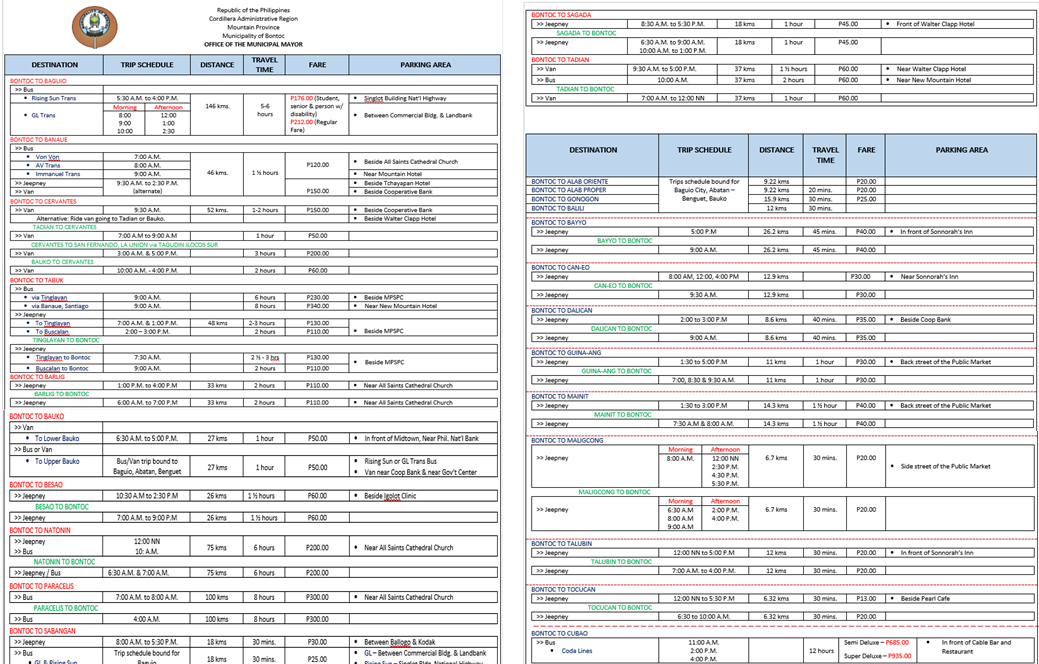 Republic of the Philippines
Cordillera Administrative Region
Mountain Province
Municipality of Bontoc
OFFICE OF THE MUNICIPAL MAYOR
DESTINATION TRIP SCHEDULE DISTANCE TRAVEL TIME FARE PARKING AREA
BONTOC TO BAGUIO
>> Bus
• Rising Sun Trans 5:30 A.M. to 4:00 P.M. 146 kms. 5-6 hours P176.00 (Student, senior & person w/ disability) P212.00 (Regular Fare) • Singlot Building Nat'l Highway
• GL Trans Morning Afternoon • Between Commercial Bldg. & Landbank
8:00 12:00
9:00 1:00
10:00 2:30
BONTOC TO BANAUE
>> Bus
• Von Von 7:00 A.M. 46 kms. 1 ½ hours P120.00 • Beside All Saints Cathedral Church
• AV Trans 8:00 A.M.
• Immanuel Trans 9:00 A.M. • Near Mountain Hotel
>> Jeepney 9:30 A.M. to 2:30 P.M. (alternate) P150.00 • Beside Tchayapan Hotel
>> Van • Beside Cooperative Bank
BONTOC TO CERVANTES
>> Van 9:30 A.M. 52 kms. 1-2 hours P150.00 • Beside Cooperative Bank
Alternative: Ride van going to Tadian or Bauko. • Beside Walter Clapp Hotel
TADIAN TO CERVANTES
>> Van 7:00 A.M to 9:00 A.M 1 hour P50.00
CERVANTES TO SAN FERNANDO, LA UNION via TAGUDIN ILOCOS SUR
>> Van 3:00 A.M. & 5:00 P.M. 3 hours P200.00
BAUKO TO CERVANTES
>> Van 10:00 A.M. - 4:00 P.M. 2 hours P60.00
BONTOC TO TABUK
>> Bus
• via Tinglayan 9:00 A.M. 6 hours P230.00 • Beside MPSPC
• via Banaue, Santiago 9:00 A.M. 8 hours P340.00 • Near New Mountain Hotel
>> Jeepney
• To Tinglayan 7:00 A.M. & 1:00 P.M. 48 kms 2-3 hours P130.00 • Beside MPSPC
• To Buscalan 2:00 – 3:00 P.M. 2 hours P110.00
TINGLAYAN TO BONTOC
>> Jeepney
• Tinglayan to Bontoc 7:30 A.M. 2 ½ - 3 hrs P130.00 • Beside MPSPC
• Buscalan to Bontoc 9:00 A.M. 2 hours P110.00
BONTOC TO BARLIG
>> Jeepney 1:00 P.M. to 4:00 P.M 33 kms 2 hours P110.00 • Near All Saints Cathedral Church
BARLIG TO BONTOC
>> Jeepney 6:00 A.M. to 7:00 P.M 33 kms 2 hours P110.00 • Near All Saints Cathedral Church
BONTOC TO BAUKO
>> Van
• To Lower Bauko 6:30 A.M. to 5:00 P.M. 27 kms 1 hour P50.00 • In front of Midtown, Near Phil. Nat'l Bank
>> Bus or Van
• To Upper Bauko Bus/Van trip bound to Baguio, Abatan, Benguet 27 kms 1 hour P50.00 • Rising Sun or GL Trans Bus
• Van near Coop Bank & near Gov't Center
BONTOC TO BESAO
>> Jeepney 10:30 A.M to 2:30 P.M 26 kms 1 ½ hours P60.00 • Beside Igolot Clinic
BESAO TO BONTOC
>> Jeepney 7:00 A.M. to 9:00 P.M 26 kms 1 ½ hours P60.00
BONTOC TO NATONIN
>> Jeepney 12:00 NN 75 kms 6 hours P200.00 • Near All Saints Cathedral Church
>> Bus 10: A.M.
NATONIN TO BONTOC
>> Jeepney / Bus 6:30 A.M. & 7:00 A.M. 75 kms 6 hours P200.00
BONTOC TO PARACELIS
>> Bus 7:00 A.M. to 8:00 A.M. 100 kms 8 hours P300.00 • Near All Saints Cathedral Church
PARACELIS TO BONTOC
>> Bus 4:00 A.M. 100 kms 8 hours P300.00
BONTOC TO SABANGAN
>> Jeepney 8:00 A.M. to 5:30 P.M. 18 kms 30 mins. P30.00 • Between Ballogo & Kodak
>> Bus Trip schedule bound for 18 kms 30 mins. P25.00 • GL – Between Commercial Bldg. & Landbank
BONTOC TO SAGADA
>> Jeepney 8:30 A.M. to 5:30 P.M. 18 kms 1 hour P45.00 • Front of Walter Clapp Hotel
SAGADA TO BONTOC
>> Jeepney 6:30 A.M. to 9:00 A.M. 18 kms 1 hour P45.00
10:00 A.M. to 1:00 P.M.
BONTOC TO TADIAN
>> Van 9:30 A.M. to 5:00 P.M. 37 kms 1 ½ hours P60.00 • Near Walter Clapp Hotel
>> Bus 10:00 A.M. 37 kms 2 hours P60.00 • Near New Mountain Hotel
TADIAN TO BONTOC
>> Van 7:00 A.M. to 12:00 NN 37 kms 1 hour P60.00
DESTINATION TRIP SCHEDULE DISTANCE TRAVEL TIME FARE PARKING AREA
BONTOC TO ALAB ORIENTE Trips schedule bound for Baguio City, Abatan – Benguet, Bauko 9.22 kms P20.00
BONTOC TO ALAB PROPER 9.22 kms 20 mins. P20.00
BONTOC TO GONOGON 15.9 kms 30 mins. P25.00
BONTOC TO BALILI 12 kms 30 mins.
BONTOC TO BAYYO
>> Jeepney 5:00 P.M 26.2 kms 45 mins. P40.00 • In front of Sonnorah's Inn
BAYYO TO BONTOC
>> Jeepney 9:00 A.M. 26.2 kms 45 mins. P40.00
BONTOC TO CAN-EO
>> Jeepney 8:00 AM, 12:00, 4:00 PM 12.9 kms P30.00 • Near Sonnorah's Inn
CAN-EO TO BONTOC
>> Jeepney 9:30 A.M. 12.9 kms P30.00
BONTOC TO DALICAN
>> Jeepney 2:00 to 3:00 P.M 8.6 kms 40 mins. P35.00 • Beside Coop Bank
DALICAN TO BONTOC
>> Jeepney 9:00 A.M. 8.6 kms 40 mins. P35.00
BONTOC TO GUINA-ANG
>> Jeepney 1:30 to 5:00 P.M 11 kms 1 hour P30.00 • Back street of the Public Market
GUINA-ANG TO BONTOC
>> Jeepney 7:00, 8:30 & 9:30 A.M. 11 kms 1 hour P30.00
BONTOC TO MAINIT
>> Jeepney 1:30 to 3:00 P.M 14.3 kms 1 ½ hour P40.00 • Back street of the Public Market
MAINIT TO BONTOC
>> Jeepney 7:30 A.M & 8:00 A.M. 14.3 kms 1 ½ hour P40.00
BONTOC TO MALIGCONG
>> Jeepney Morning Afternoon 6.7 kms 30 mins. P20.00 • Side street of the Public Market
8:00 A.M. 12:00 NN
2:30 P.M.
4:30 P.M.
5:30 P.M.
MALIGCONG TO BONTOC
>> Jeepney Morning Afternoon 6.7 kms 30 mins. P20.00
6:30 A.M 2:00 P.M.
8:00 A.M 4:00 P.M.
9:00 A.M
BONTOC TO TALUBIN
>> Jeepney 12:00 NN to 5:00 P.M 12 kms 30 mins. P20.00 • In front of Sonnorah's Inn
TALUBIN TO BONTOC
>> Jeepney 7:00 A.M. to 4:00 P.M. 12 kms 30 mins. P20.00
BONTOC TO TOCUCAN
>> Jeepney 12:00 NN to 5:30 P.M 6.32 kms 30 mins. P13.00 • Beside Pearl Cafe
TOCUCAN TO BONTOC
>> Jeepney 6:30 to 10:00 A.M. 6.32 kms 30 mins. P20.00
BONTOC TO CUBAO
>> Bus 11:00 A.M. 12 hours Semi Deluxe – P685.00 • In front of Cable Bar and Restaurant
• Coda Lines 2:00 P.M. Super Deluxe – P935.00
4:00 P.M.